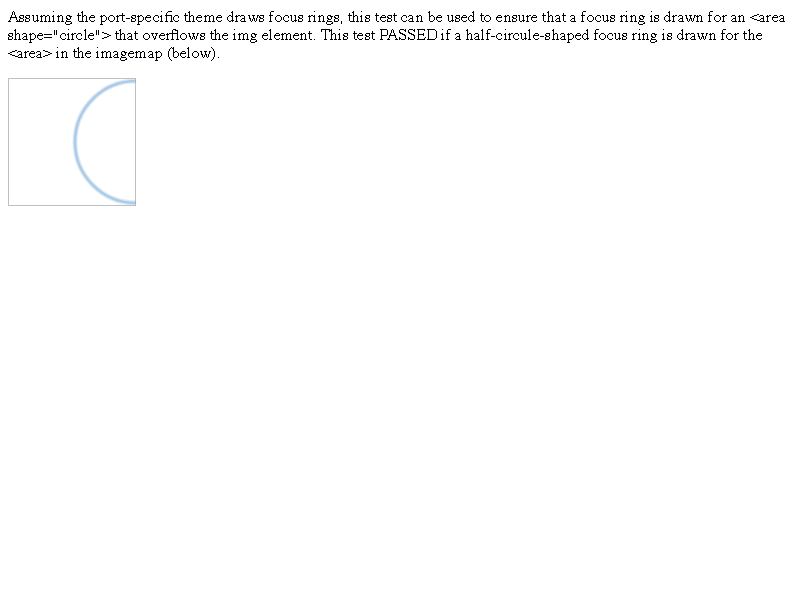 Assuming the port-specific theme draws focus rings, this test can be used to ensure that a focus ring is drawn for an <area
shape="circle"> that overflows the img element. This test PASSED if a half-circule-shaped focus ring is drawn for the
<area> in the imagemap (below).